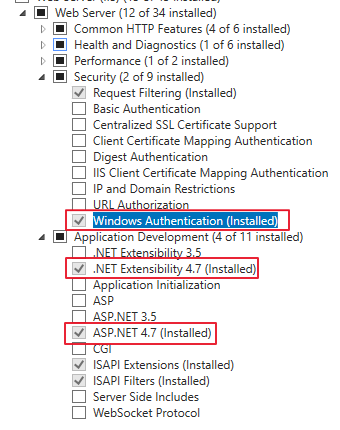 Web Server (12 of 34 installed)
Common HTTP Features (4 of 6 installed)
Health and Diagnostics (1 of 6 installed)
Performance (1 of 2 installed)
Security (2 of 9 installed)
Request Filtering (Installed)
Basic Authentication
Centralized SSL Certificate Support
Client Certificate Mapping Authentication
Digest Authentication
IIS Client Certificate Mapping Authentication
IP and Domain Restrictions
URL Authorization
Windows Authentication (Installed)
Application Development (4 of 11 installed)
.NET Extensibility 3.5
.NET Extensibility 4.7 (Installed)
Application Initialization
ASP
ASP.NET 3.5
ASP.NET 4.7 (Installed)
CGI
ISAPI Extensions (Installed)
ISAPI Filters (Installed)
Server Side Includes
WebSocket Protocol